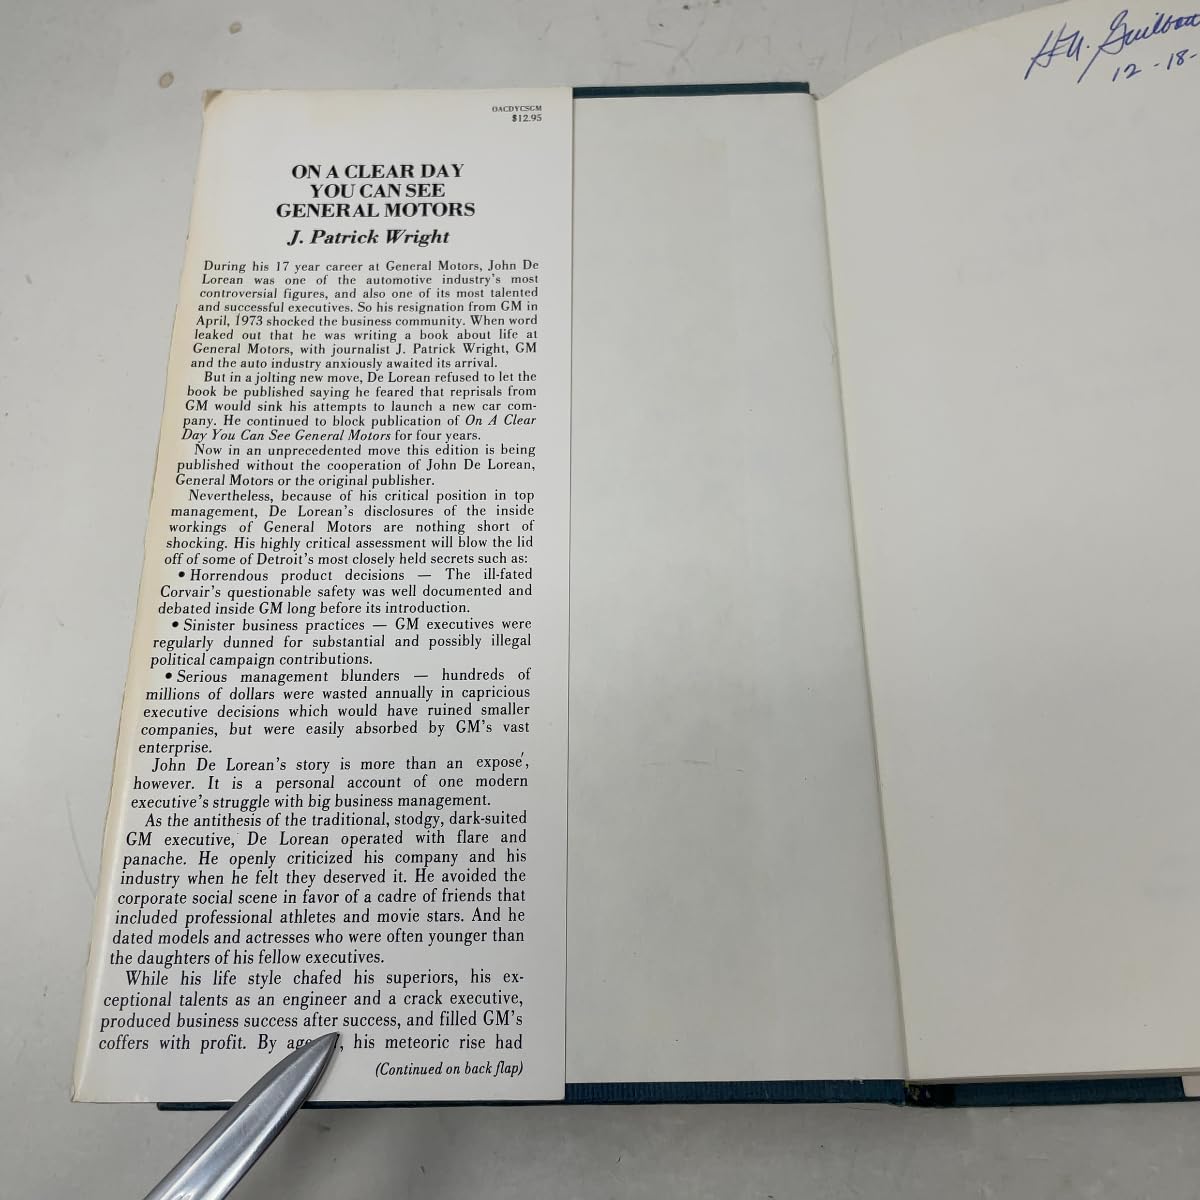 OACDYCSGM
$12.95
ON A CLEAR DAY
YOU CAN SEE
GENERAL MOTORS
J. Patrick Wright
During his 17 year career at General Motors, John De
Lorean was one of the automotive industry's most
controversial figures, and also one of its most talented
and successful executives. So his resignation from GM in
April, 1973 shocked the business community. When word
leaked out that he was writing a book about life at
General Motors, with journalist J. Patrick Wright, GM
and the auto industry anxiously awaited its arrival.
But in a jolting new move, De Lorean refused to let the
book be published saying he feared that reprisals from
GM would sink his attempts to launch a new car com-
pany. He continued to block publication of On A Clear
Day You Can See General Motors for four years.
Now in an unprecedented move this edition is being
published without the cooperation of John De Lorean,
General Motors or the original publisher.
Nevertheless, because of his critical position in top
management, De Lorean's disclosures of the inside
workings of General Motors are nothing short of
shocking. His highly critical assessment will blow the lid
off of some of Detroit's most closely held secrets such as:
• Horrendous product decisions — The ill-fated
Corvair's questionable safety was well documented and
debated inside GM long before its introduction.
• Sinister business practices — GM executives were
regularly dunned for substantial and possibly illegal
political campaign contributions.
• Serious management blunders — hundreds of
millions of dollars were wasted annually in capricious
executive decisions which would have ruined smaller
companies, but were easily absorbed by GM's vast
enterprise.
John De Lorean's story is more than an expose',
however. It is a personal account of one modern
executive's struggle with big business management.
As the antithesis of the traditional, stodgy, dark-suited
GM executive, De Lorean operated with flare and
panache. He openly criticized his company and his
industry when he felt they deserved it. He avoided the
corporate social scene in favor of a cadre of friends that
included professional athletes and movie stars. And he
dated models and actresses who were often younger than
the daughters of his fellow executives.
While his life style chafed his superiors, his ex-
ceptional talents as an engineer and a crack executive,
produced business success after success, and filled GM's
coffers with profit. By age , his meteoric rise had
(Continued on back flap)
12-18-